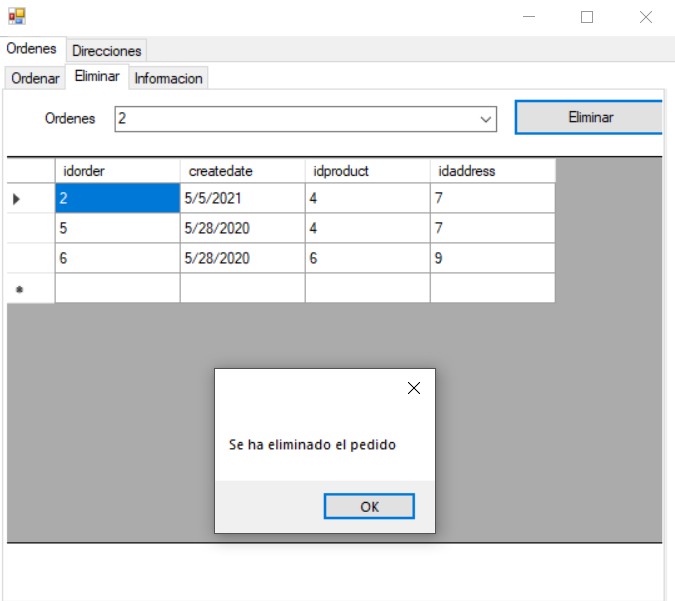 Ordenes Direcciones
Ordenar Eliminar Informacion
Ordenes 2 Eliminar
idorder createdate idproduct idaddress
2 5/5/2021 4 7
5 5/28/2020 4 7
6 5/28/2020 6 9
Se ha eliminado el pedido
OK